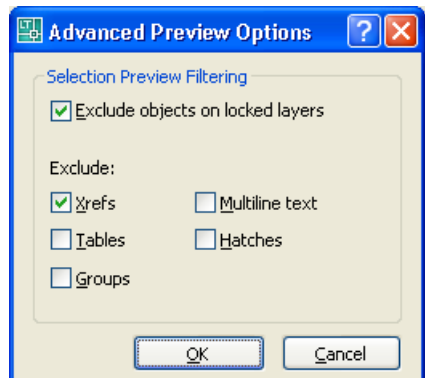 LT Advanced Preview Options
Selection Preview Filtering
Exclude objects on locked layers
Exclude:
Xrefs Multiline text
Tables Hatches
Groups
OK Cancel